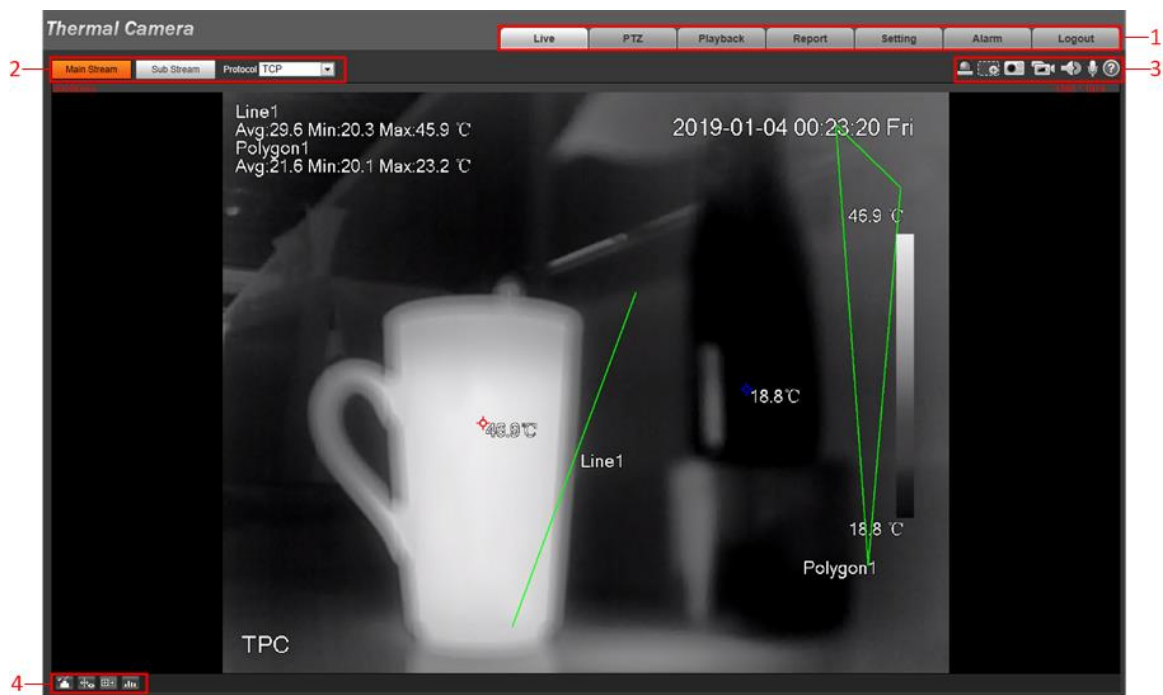 Thermal Camera
Live PTZ Playback Report Setting Alarm Logout
1
2
Main Stream Sub Stream Protocol TCP
3
Line1
Avg:29.6 Min:20.3 Max:45.9 ℃
Polygon1
Avg:21.6 Min:20.1 Max:23.2 ℃
2019-01-04 00:23:20 Fri
46.9 ℃
18.8℃
46.9℃
Line1
18.8 ℃
Polygon1
TPC
4